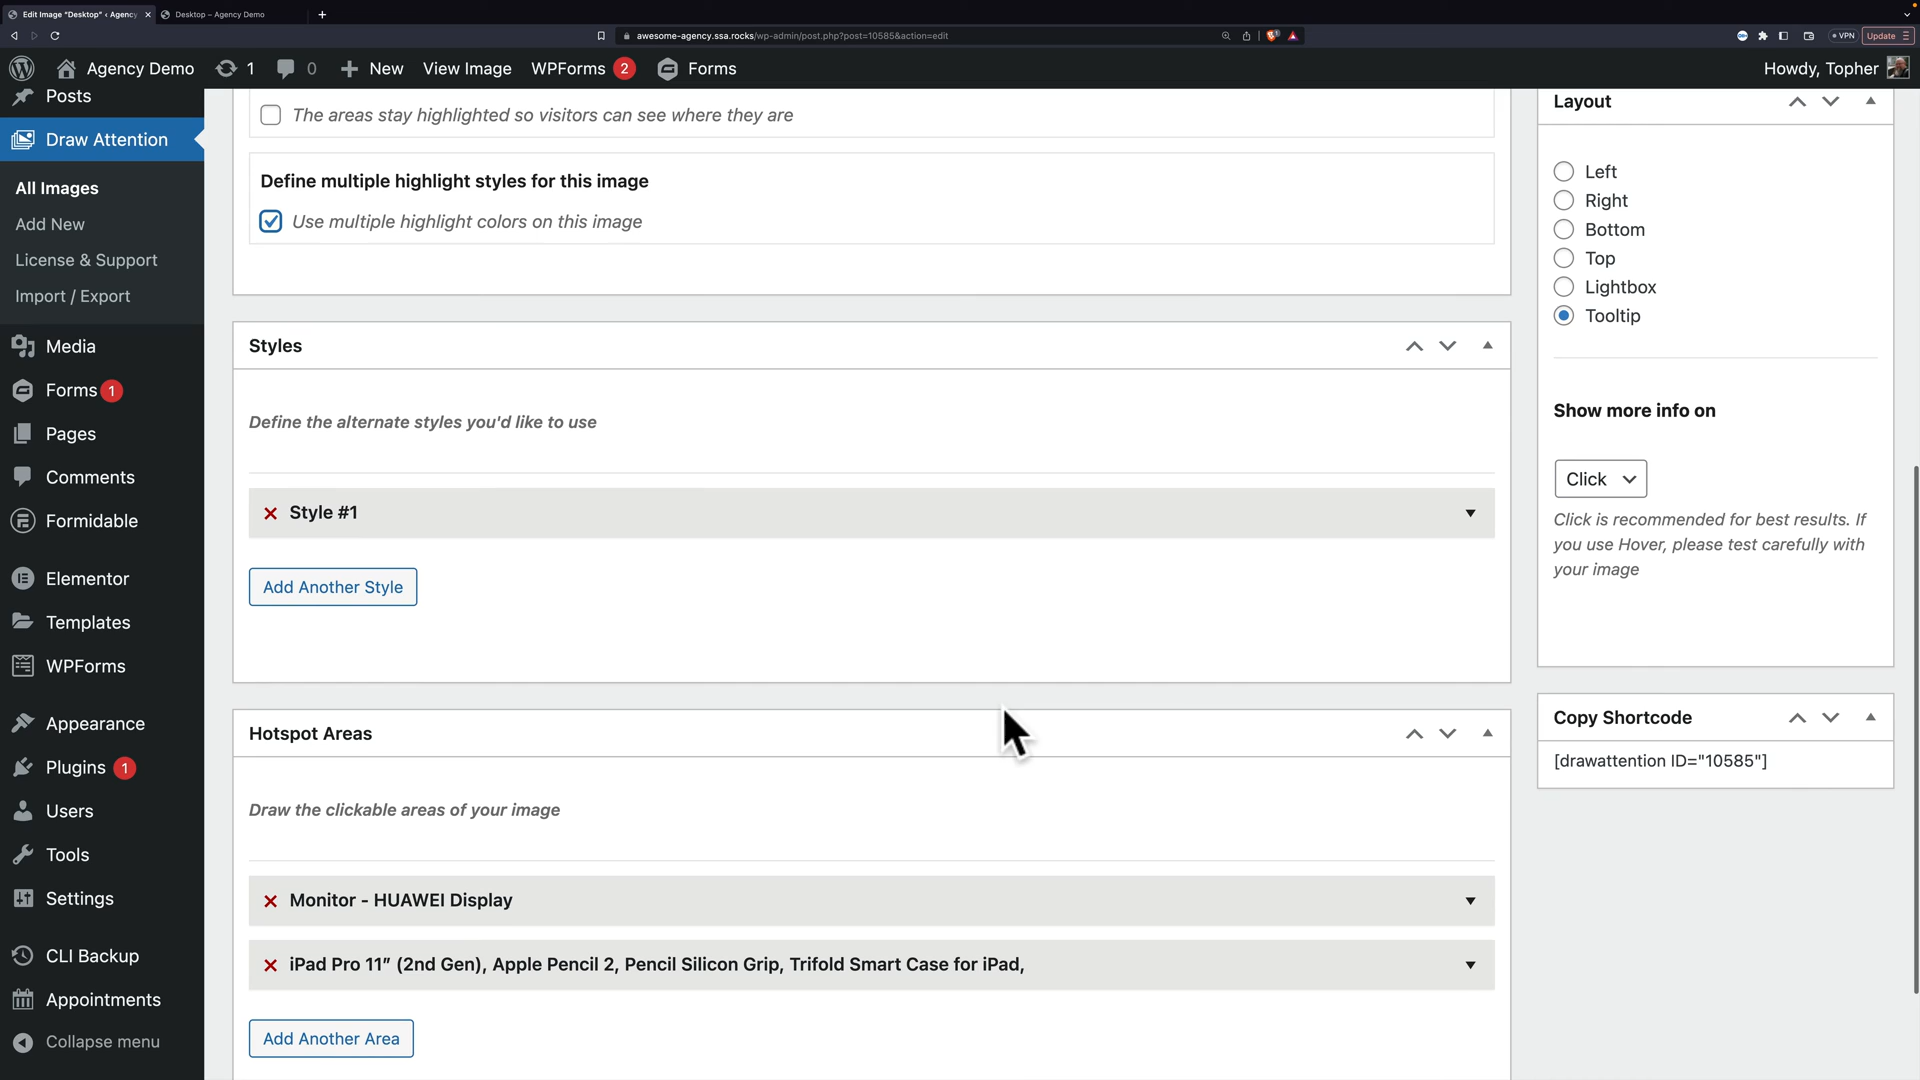 Edit Image "Desktop" ‹ Agency
Desktop – Agency Demo
awesome-agency.ssa.rocks/wp-admin/post.php?post=10585&action=edit
VPN
Update
Agency Demo
1
0
New
View Image
WPForms 2
Forms
Howdy, Topher
Posts
Draw Attention
All Images
Add New
License & Support
Import / Export
Media
Forms 1
Pages
Comments
Formidable
Elementor
Templates
WPForms
Appearance
Plugins 1
Users
Tools
Settings
CLI Backup
Appointments
Collapse menu
The areas stay highlighted so visitors can see where they are
Define multiple highlight styles for this image
Use multiple highlight colors on this image
Styles
Define the alternate styles you'd like to use
Style #1
Add Another Style
Hotspot Areas
Draw the clickable areas of your image
Monitor - HUAWEI Display
iPad Pro 11″ (2nd Gen), Apple Pencil 2, Pencil Silicon Grip, Trifold Smart Case for iPad,
Add Another Area
Layout
Left
Right
Bottom
Top
Lightbox
Tooltip
Show more info on
Click
Click is recommended for best results. If
you use Hover, please test carefully with
your image
Copy Shortcode
[drawattention ID="10585"]